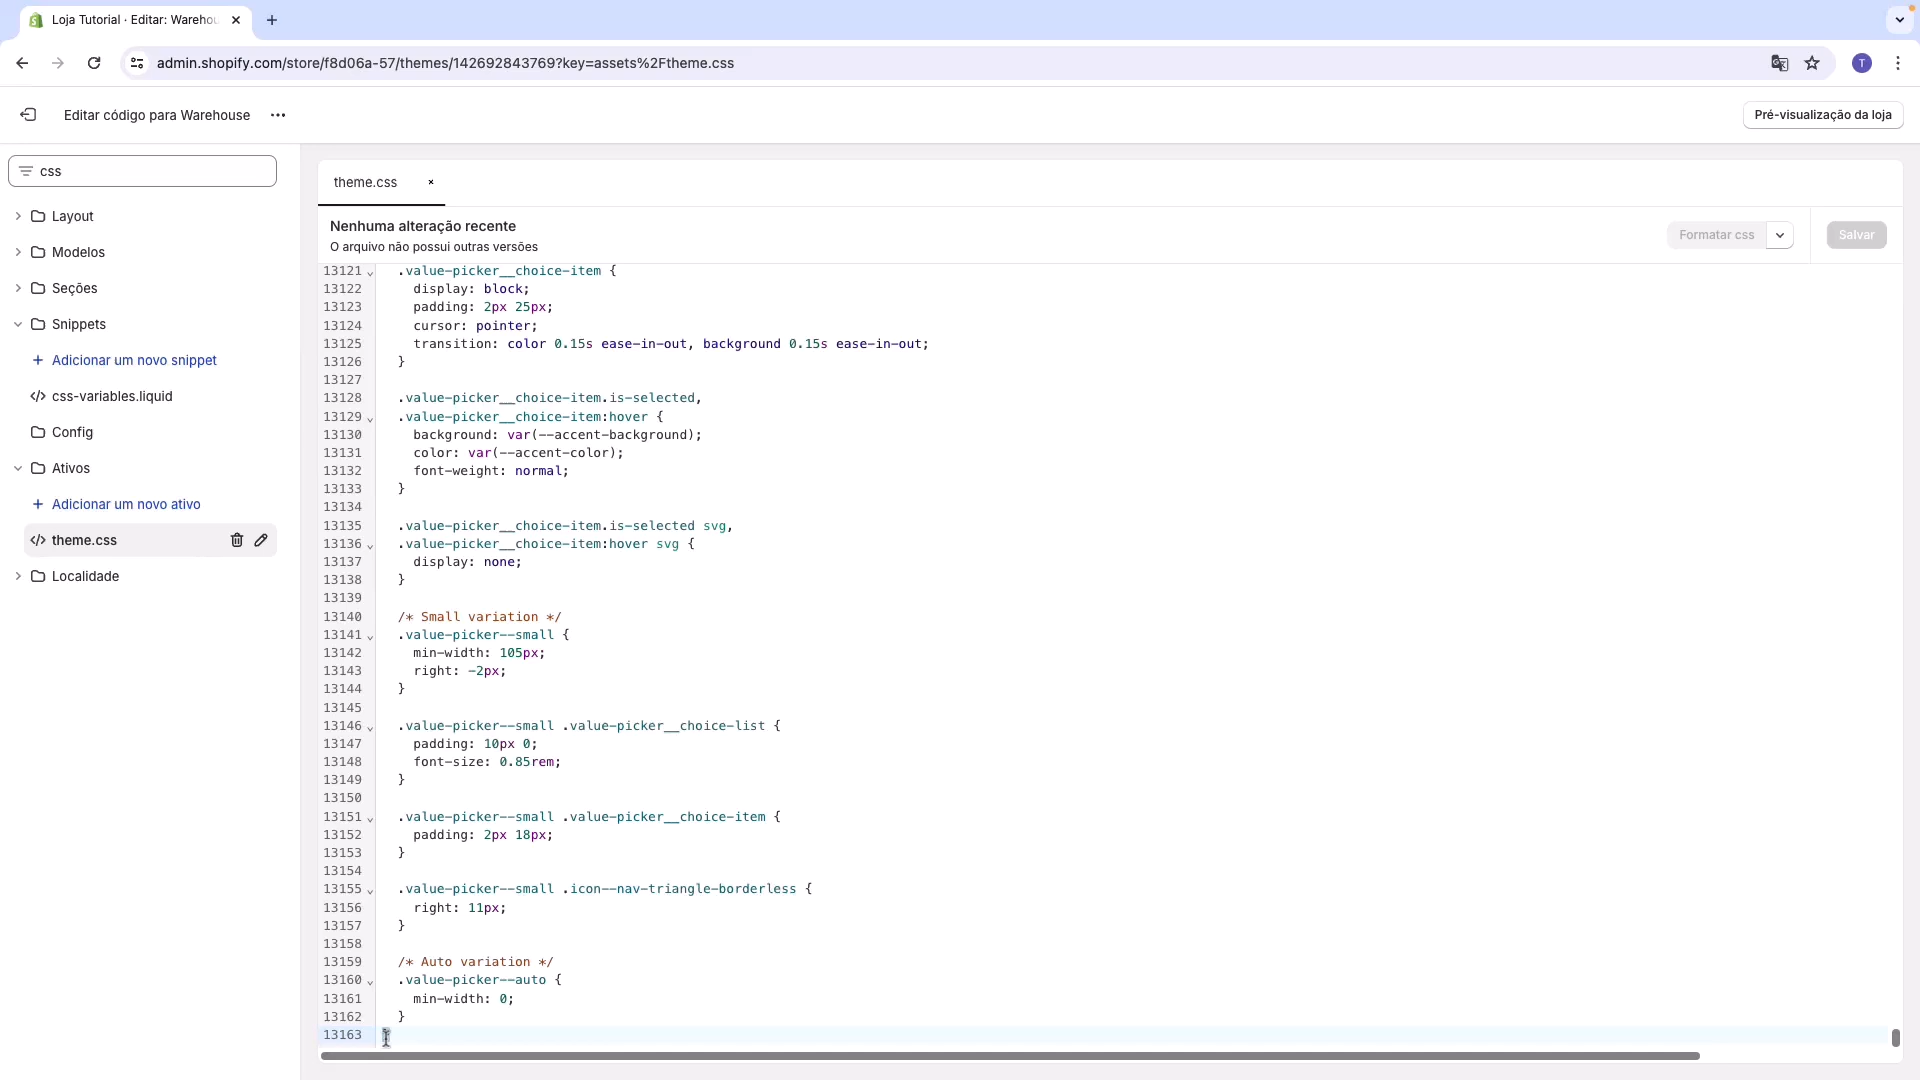 Loja Tutorial · Editar: Warehou
admin.shopify.com/store/f8d06a-57/themes/142692843769?key=assets%2Ftheme.css
T
Editar código para Warehouse
Pré-visualização da loja
css
Layout
Modelos
Seções
Snippets
Adicionar um novo snippet
css-variables.liquid
Config
Ativos
Adicionar um novo ativo
theme.css
Localidade
theme.css
Nenhuma alteração recente
O arquivo não possui outras versões
Formatar css
Salvar
13121 .value-picker__choice-item {
13122 display: block;
13123 padding: 2px 25px;
13124 cursor: pointer;
13125 transition: color 0.15s ease-in-out, background 0.15s ease-in-out;
13126 }
13127
13128 .value-picker__choice-item.is-selected,
13129 .value-picker__choice-item:hover {
13130 background: var(--accent-background);
13131 color: var(--accent-color);
13132 font-weight: normal;
13133 }
13134
13135 .value-picker__choice-item.is-selected svg,
13136 .value-picker__choice-item:hover svg {
13137 display: none;
13138 }
13139
13140 /* Small variation */
13141 .value-picker--small {
13142 min-width: 105px;
13143 right: -2px;
13144 }
13145
13146 .value-picker--small .value-picker__choice-list {
13147 padding: 10px 0;
13148 font-size: 0.85rem;
13149 }
13150
13151 .value-picker--small .value-picker__choice-item {
13152 padding: 2px 18px;
13153 }
13154
13155 .value-picker--small .icon--nav-triangle-borderless {
13156 right: 11px;
13157 }
13158
13159 /* Auto variation */
13160 .value-picker--auto {
13161 min-width: 0;
13162 }
13163